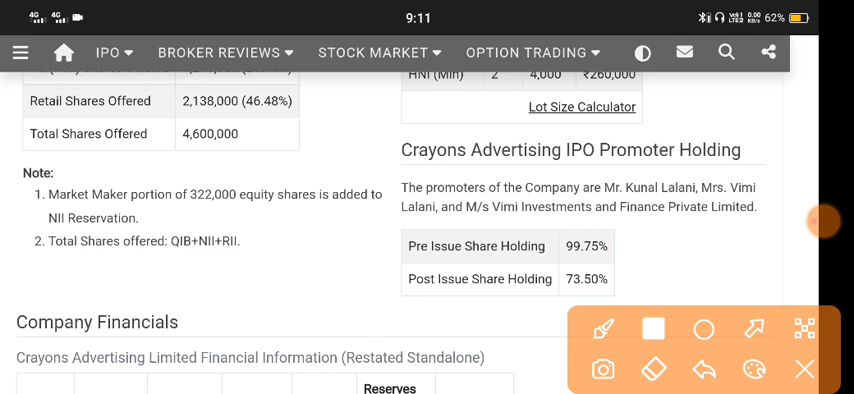 4G 4G 9:11 62%
IPO BROKER REVIEWS STOCK MARKET OPTION TRADING
HNI (Min) 2 4,000 ₹260,000
Retail Shares Offered 2,138,000 (46.48%)
Lot Size Calculator
Total Shares Offered 4,600,000
Crayons Advertising IPO Promoter Holding
Note:
1. Market Maker portion of 322,000 equity shares is added to
NII Reservation.
2. Total Shares offered: QIB+NII+RII.
The promoters of the Company are Mr. Kunal Lalani, Mrs. Vimi
Lalani, and M/s Vimi Investments and Finance Private Limited.
Pre Issue Share Holding 99.75%
Post Issue Share Holding 73.50%
Company Financials
Crayons Advertising Limited Financial Information (Restated Standalone)
Reserves